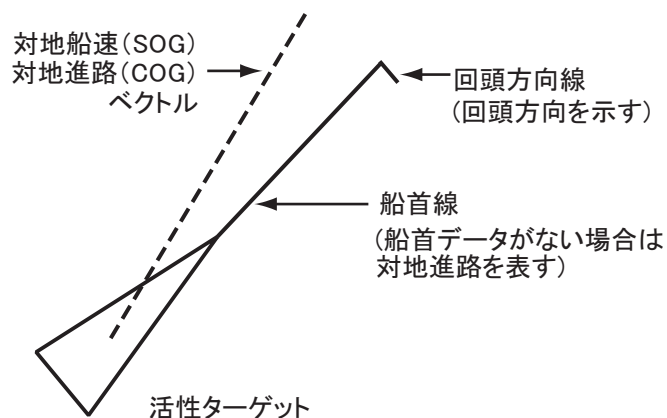 対地船速（SOG）
対地進路（COG）
ベクトル
回頭方向線
（回頭方向を示す）
船首線
（船首データがない場合は
対地進路を表す）
活性ターゲット